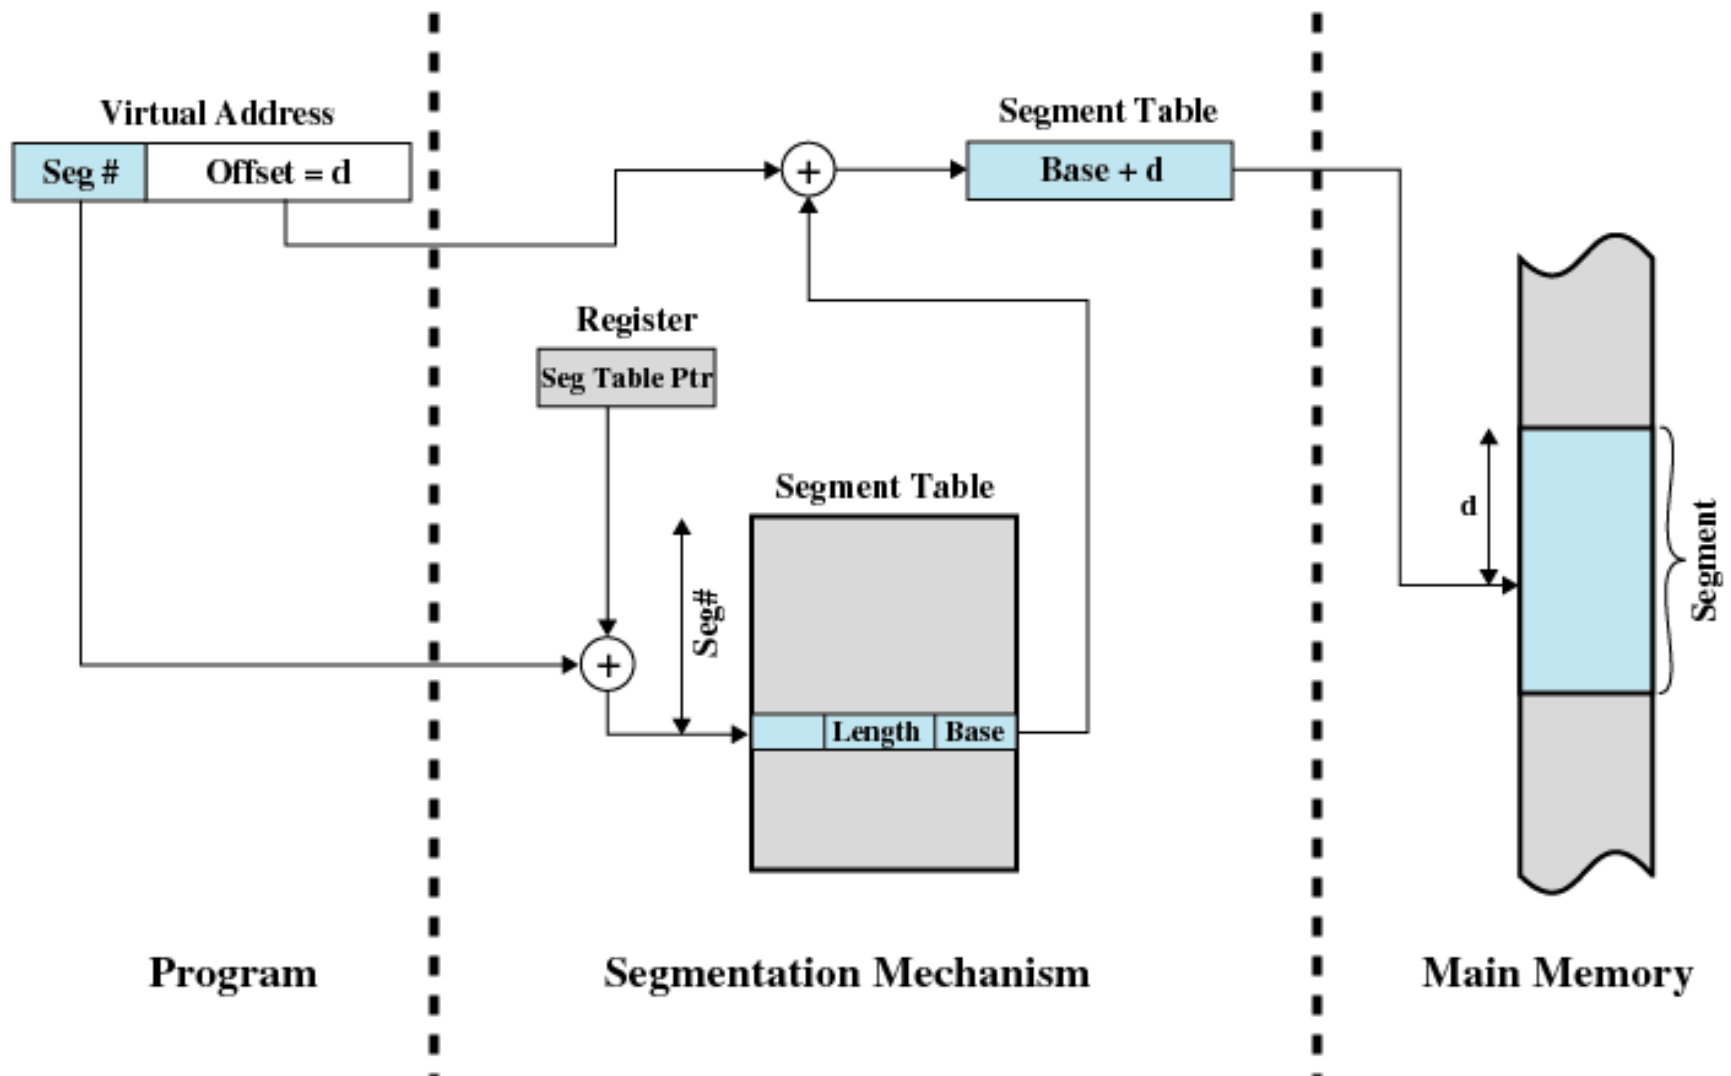 Virtual Address
Seg #
Offset = d
Segment Table
+
Base + d
Register
Seg Table Ptr
Segment Table
Seg#
+
Length
Base
d
Segment
Program
Segmentation Mechanism
Main Memory